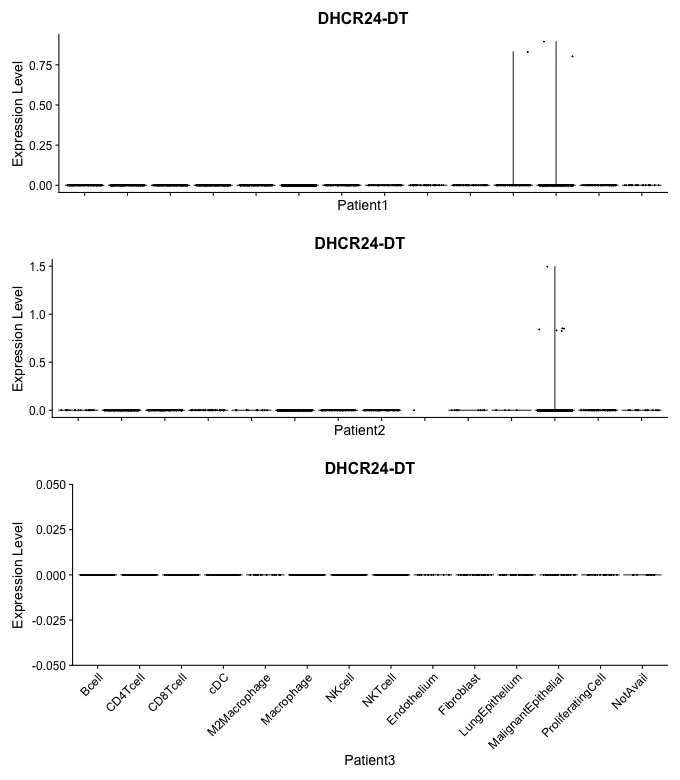 DHCR24-DT
Expression Level
0.75
0.50
0.25
0.00
Patient1
DHCR24-DT
Expression Level
1.5
1.0
0.5
0.0
Patient2
DHCR24-DT
Expression Level
0.050
0.025
0.000
-0.025
-0.050
Bcell
CD4Tcell
CD8Tcell
cDC
M2Macrophage
Macrophage
NKcell
NKTcell
Endothelium
Fibroblast
LungEpithelium
MalignantEpithelial
ProliferatingCell
NotAvail
Patient3